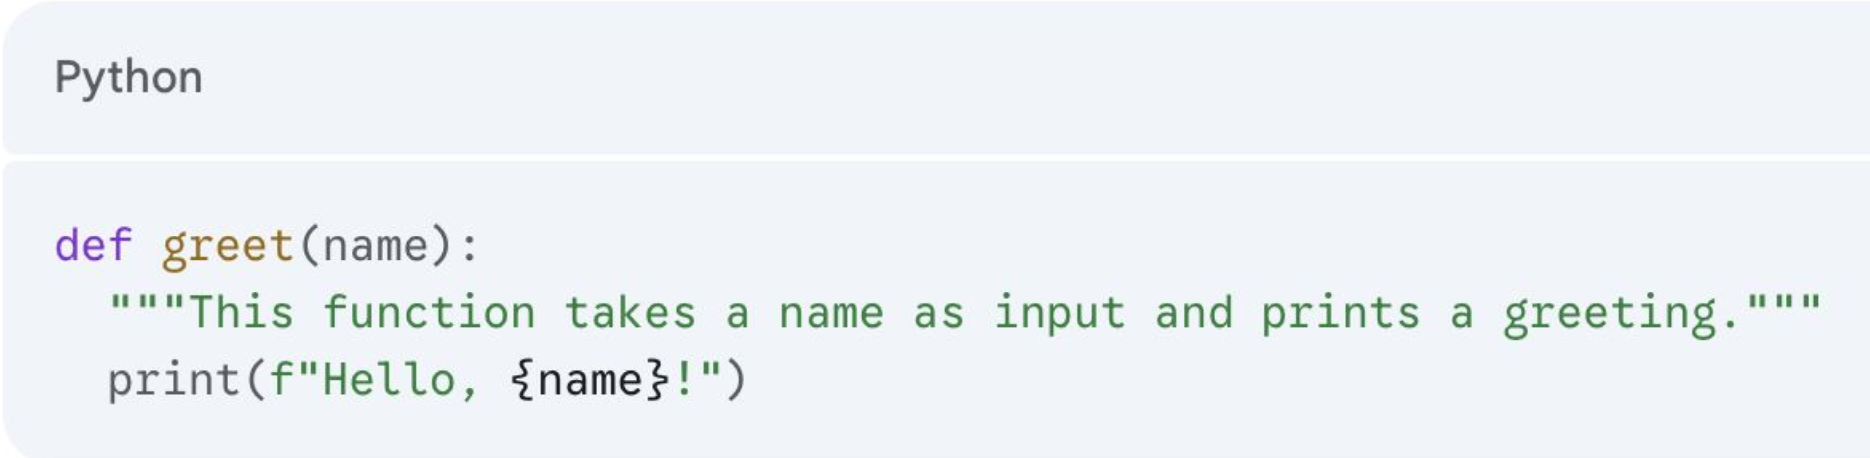 Python
def greet(name):
  """This function takes a name as input and prints a greeting."""
  print(f"Hello, {name}!")